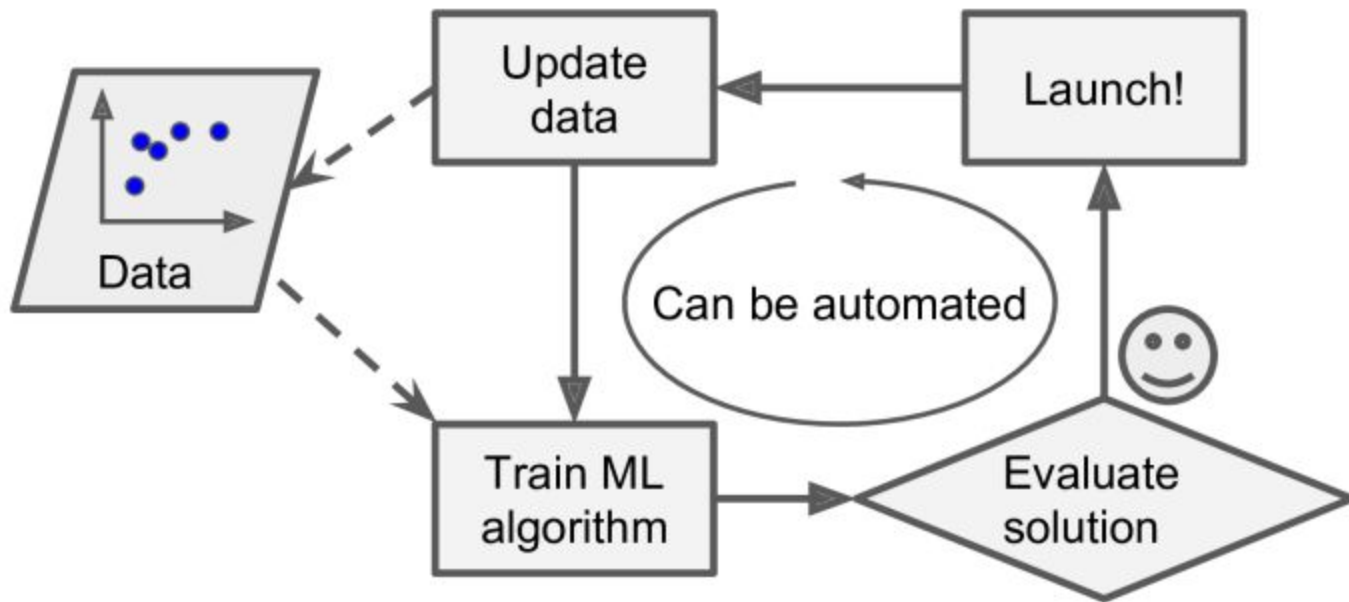 Update
data
Launch!
Data
Can be automated
Train ML
algorithm
Evaluate
solution